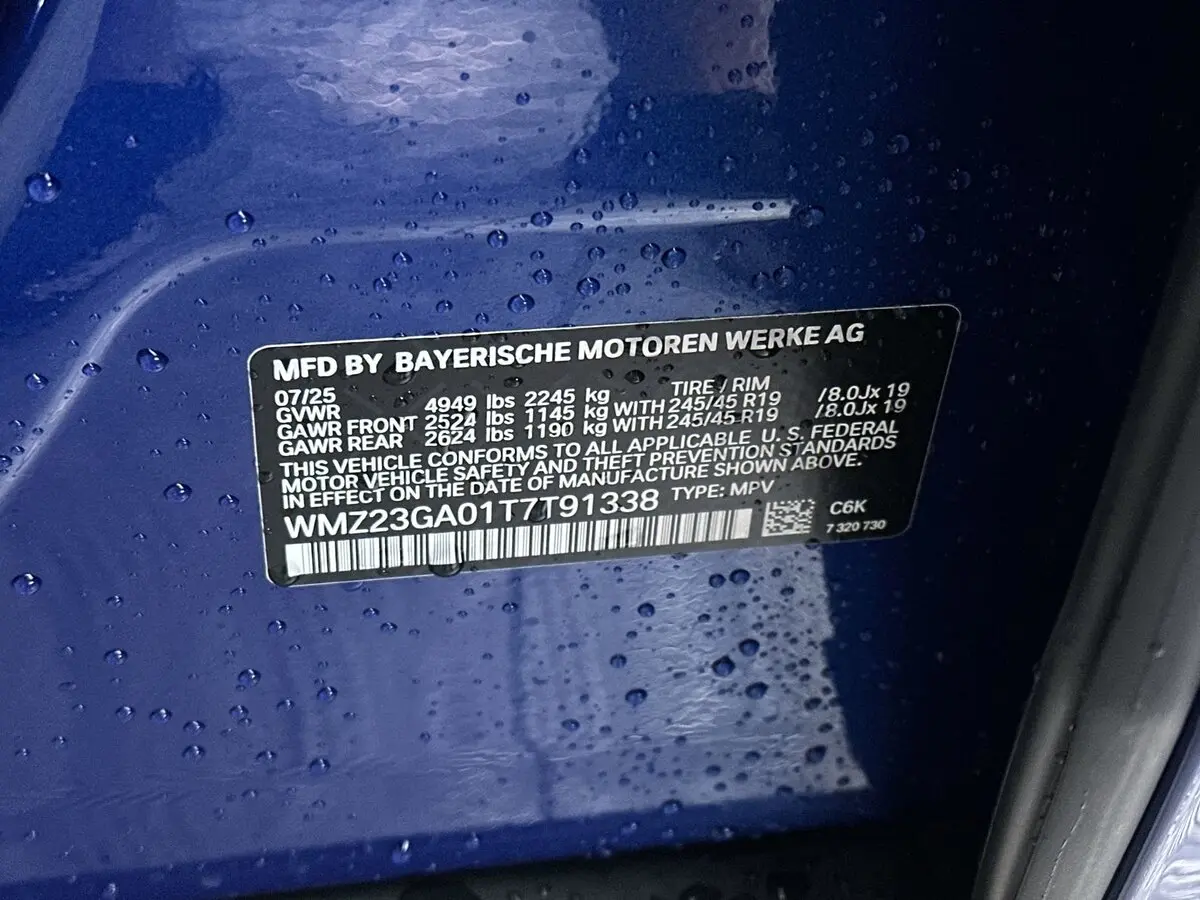 MFD BY BAYERISCHE MOTOREN WERKE AG
07/25 TIRE / RIM
GVWR 4949 lbs 2245 kg
GAWR FRONT 2524 lbs 1145 kg WITH 245/45 R19 /8.0Jx 19
GAWR REAR 2624 lbs 1190 kg WITH 245/45 R19 /8.0Jx 19
THIS VEHICLE CONFORMS TO ALL APPLICABLE U. S. FEDERAL
MOTOR VEHICLE SAFETY AND THEFT PREVENTION STANDARDS
IN EFFECT ON THE DATE OF MANUFACTURE SHOWN ABOVE.
WMZ23GA01T7T91338 TYPE: MPV
C6K
7 320 730